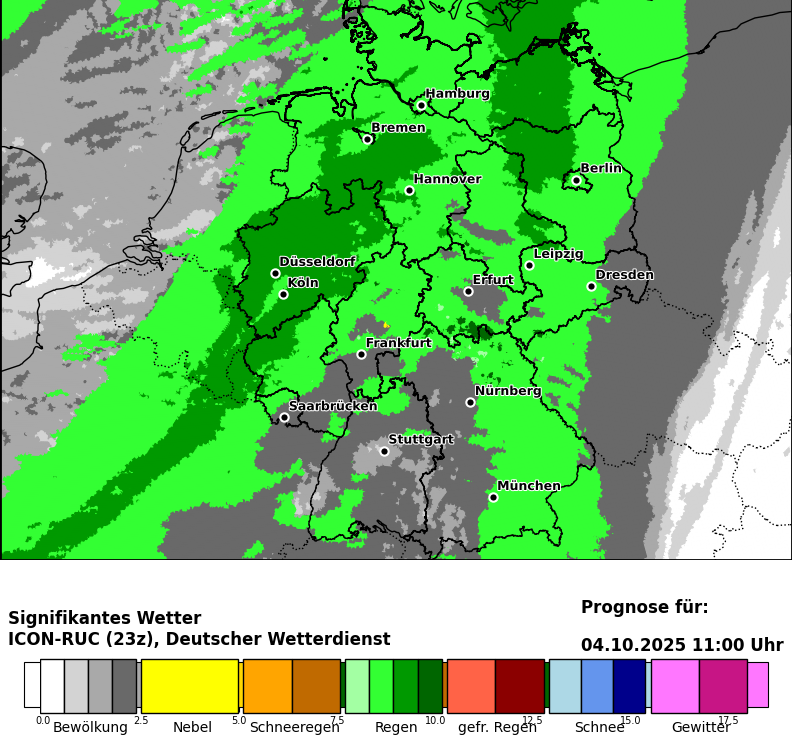 Hamburg
Bremen
Berlin
Hannover
Leipzig
Düsseldorf
Dresden
Köln
Erfurt
Frankfurt
Nürnberg
Saarbrücken
Stuttgart
München
Signifikantes Wetter
ICON-RUC (23z), Deutscher Wetterdienst
Prognose für:
04.10.2025 11:00 Uhr
0.0 2.5 5.0 7.5 10.0 12.5 15.0 17.5
Bewölkung Nebel Schneeregen Regen gefr. Regen Schnee Gewitter